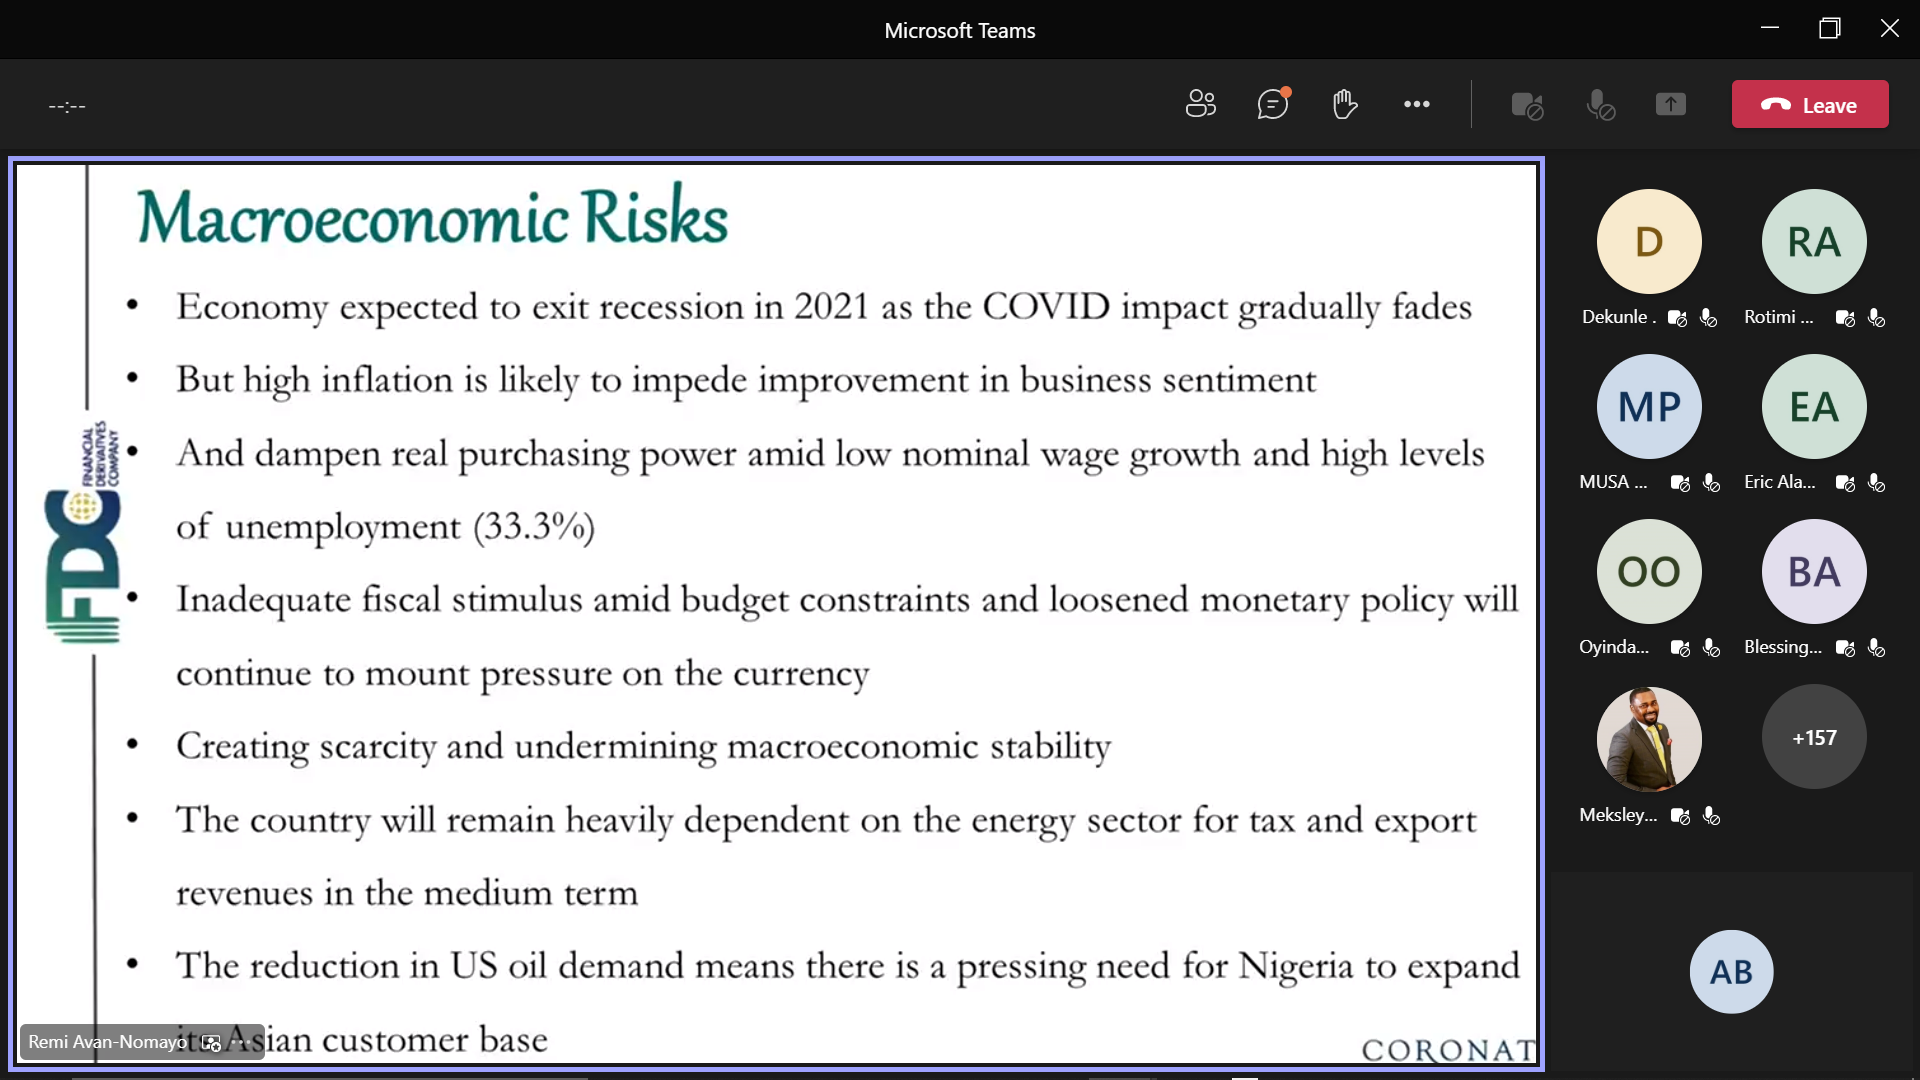 Microsoft Teams
--:--
Leave
Macroeconomic Risks
• Economy expected to exit recession in 2021 as the COVID impact gradually fades
• But high inflation is likely to impede improvement in business sentiment
• And dampen real purchasing power amid low nominal wage growth and high levels
of unemployment (33.3%)
• Inadequate fiscal stimulus amid budget constraints and loosened monetary policy will
continue to mount pressure on the currency
• Creating scarcity and undermining macroeconomic stability
• The country will remain heavily dependent on the energy sector for tax and export
revenues in the medium term
• The reduction in US oil demand means there is a pressing need for Nigeria to expand
its Asian customer base
FDC
FINANCIAL
DERIVATIVES
COMPANY
Remi Avan-Nomayo
CORONAT
D
RA
Dekunle .
Rotimi ...
MP
EA
MUSA ...
Eric Ala...
OO
BA
Oyinda...
Blessing...
+157
Meksley...
AB